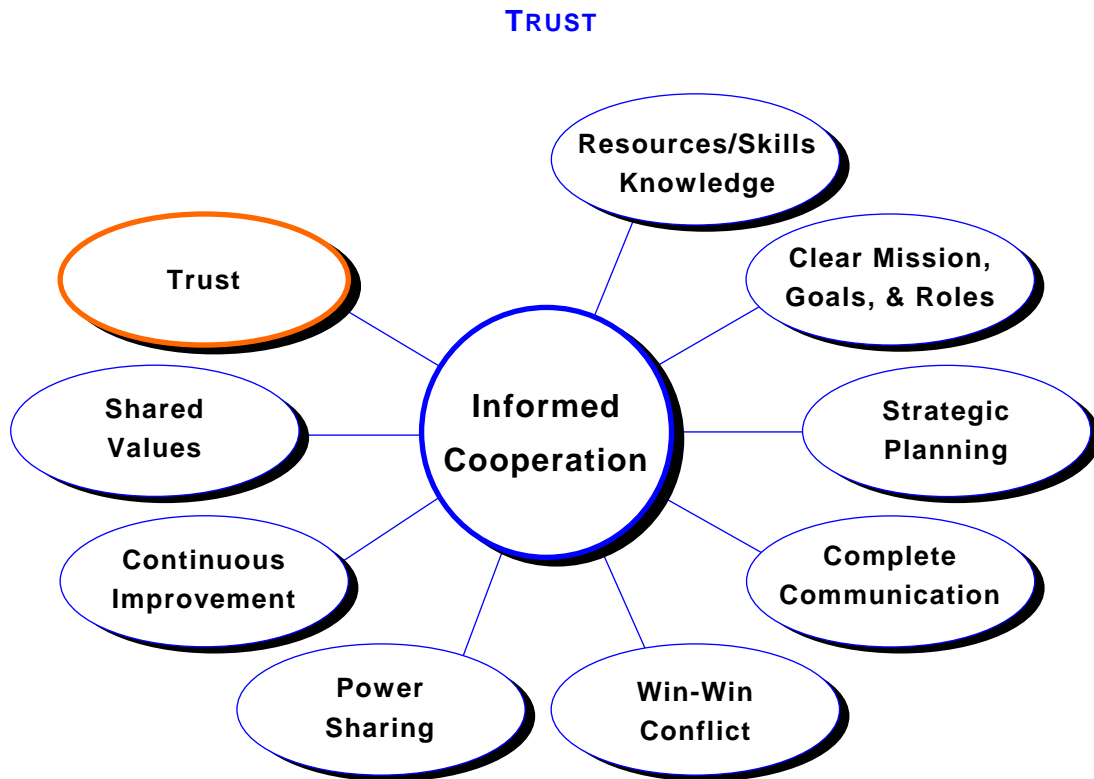 TRUST
Resources/Skills
Knowledge
Clear Mission,
Goals, & Roles
Trust
Strategic
Planning
Shared
Values
Informed
Cooperation
Complete
Communication
Continuous
Improvement
Power
Sharing
Win-Win
Conflict